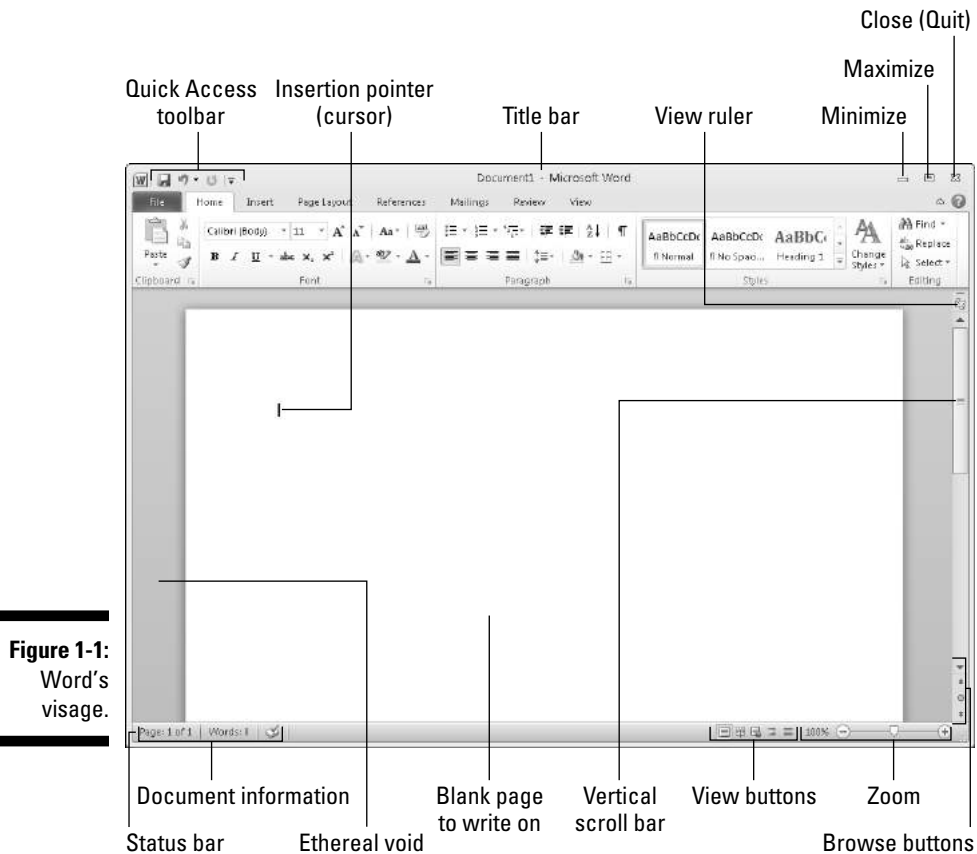 Close (Quit)
Maximize
Quick Access Insertion pointer
toolbar (cursor) Title bar View ruler Minimize
Document1 - Microsoft Word
File Home Insert Page Layout References Mailings Review View
Calibri (Body) 11 A A Aa Find
Paste B I U abc x, x² A AaBbCcDc AaBbCcDc AaBbC Replace
¶ Normal ¶ No Spac... Heading 1 Change Styles Select
Clipboard Font Paragraph Styles Editing
Figure 1-1:
Word's
visage.
Page: 1 of 1 Words: 100%
Document information Blank page Vertical View buttons Zoom
to write on scroll bar
Status bar Ethereal void Browse buttons